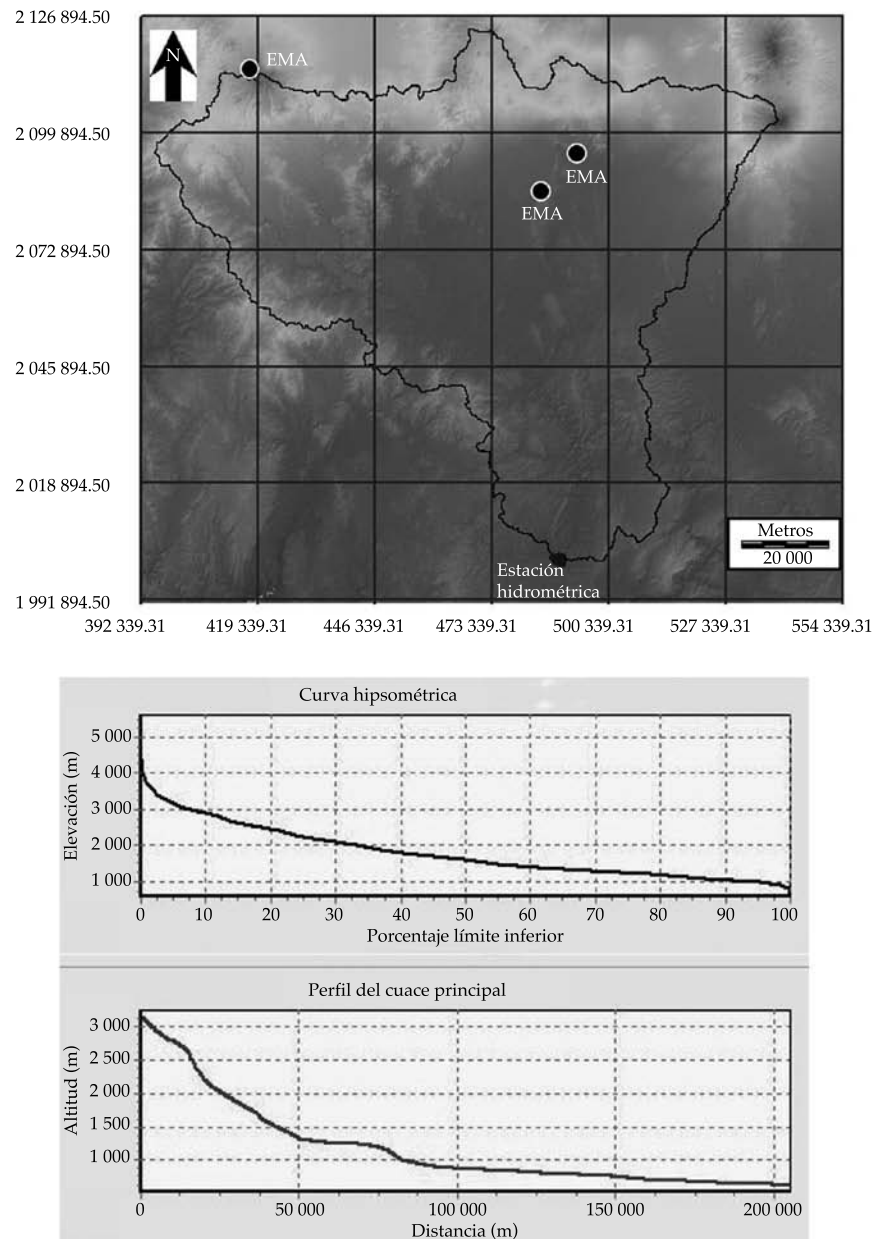 2 126 894.50
N
EMA
2 099 894.50
EMA
EMA
2 072 894.50
2 045 894.50
2 018 894.50
Metros
20 000
Estación
hidrométrica
1 991 894.50
392 339.31 419 339.31 446 339.31 473 339.31 500 339.31 527 339.31 554 339.31
Curva hipsométrica
Elevación (m)
5 000
4 000
3 000
2 000
1 000
0 10 20 30 40 50 60 70 80 90 100
Porcentaje límite inferior
Perfil del cuace principal
Altitud (m)
3 000
2 500
2 000
1 500
1 000
0 50 000 100 000 150 000 200 000
Distancia (m)